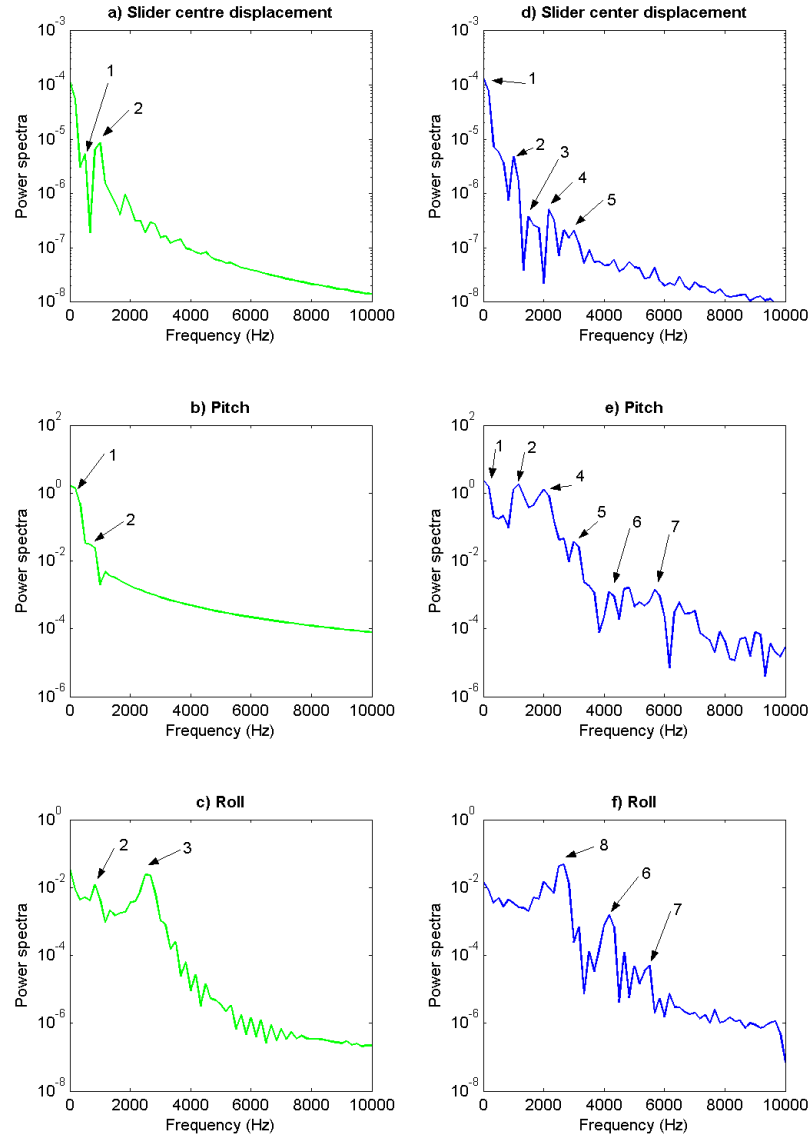 a) Slider centre displacement
10^-3
10^-4
10^-5
10^-6
10^-7
10^-8
Power spectra
1
2
0 2000 4000 6000 8000 10000
Frequency (Hz)
d) Slider center displacement
10^-3
10^-4
10^-5
10^-6
10^-7
10^-8
Power spectra
1
2
3
4
5
0 2000 4000 6000 8000 10000
Frequency (Hz)
b) Pitch
10^2
10^0
10^-2
10^-4
10^-6
Power spectra
1
2
0 2000 4000 6000 8000 10000
Frequency (Hz)
e) Pitch
10^2
10^0
10^-2
10^-4
10^-6
Power spectra
1
2
4
5
6
7
0 2000 4000 6000 8000 10000
Frequency (Hz)
c) Roll
10^0
10^-2
10^-4
10^-6
10^-8
Power spectra
2
3
0 2000 4000 6000 8000 10000
Frequency (Hz)
f) Roll
10^0
10^-2
10^-4
10^-6
10^-8
Power spectra
8
6
7
0 2000 4000 6000 8000 10000
Frequency (Hz)